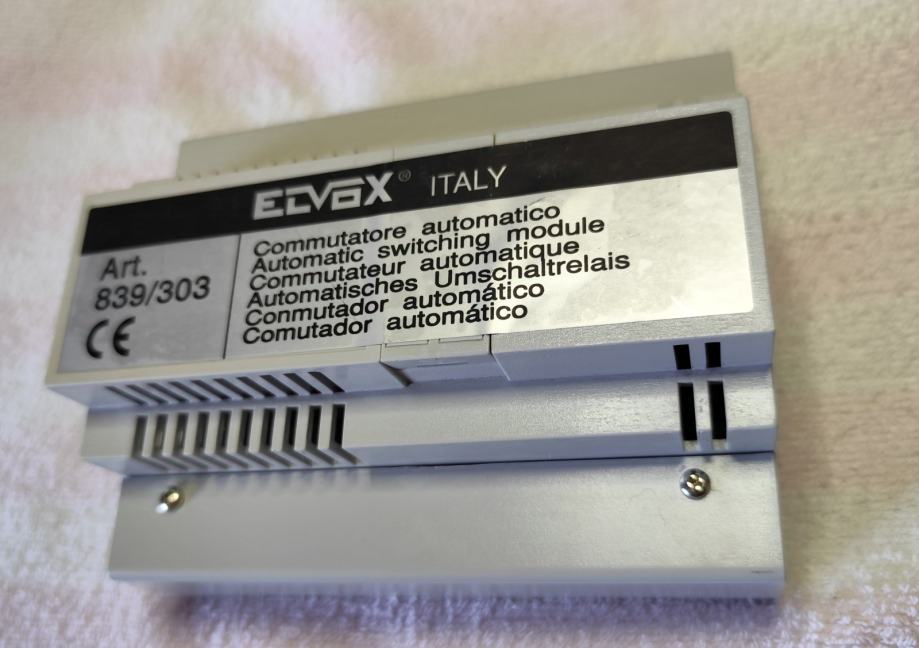 ELVOX® ITALY
Art.
839/303
CE
Commutatore automatico
Automatic switching module
Commutateur automatique
Automatisches Umschaltrelais
Conmutador automático
Comutador automático